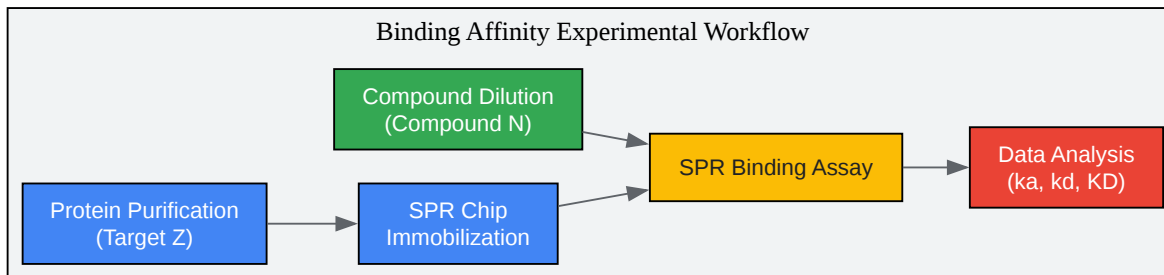 Binding Affinity Experimental Workflow
Compound Dilution
(Compound N)
Protein Purification
(Target Z)
SPR Chip
Immobilization
SPR Binding Assay
Data Analysis
(ka, kd, KD)